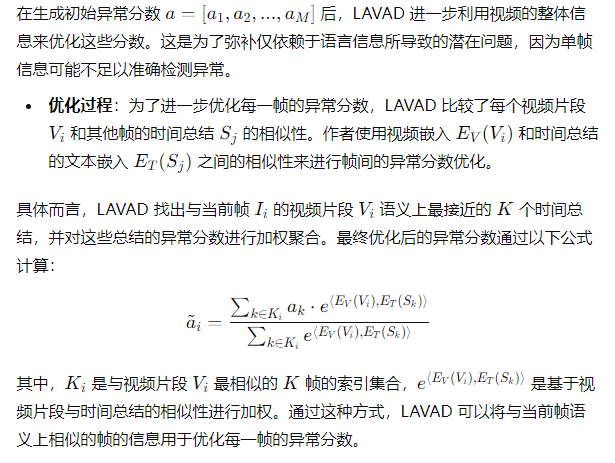 在生成初始异常分数 a = [a₁, a₂, ..., a_M] 后，LAVAD 进一步利用视频的整体信
息来优化这些分数。这是为了弥补仅依赖于语言信息所导致的潜在问题，因为单帧
信息可能不足以准确检测异常。
• 优化过程：为了进一步优化每一帧的异常分数，LAVAD 比较了每个视频片段
V_i 和其他帧的时间总结 S_j 的相似性。作者使用视频嵌入 E_V(V_i) 和时间总结
的文本嵌入 E_T(S_j) 之间的相似性来进行帧间的异常分数优化。
具体而言，LAVAD 找出与当前帧 I_i 的视频片段 V_i 语义上最接近的 K 个时间总
结，并对这些总结的异常分数进行加权聚合。最终优化后的异常分数通过以下公式
计算：
ã_i = \frac{\sum_{k∈K_i} a_k · e^{⟨E_V(V_i),E_T(S_k)⟩}}{\sum_{k∈K_i} e^{⟨E_V(V_i),E_T(S_k)⟩}}
其中，K_i 是与视频片段 V_i 最相似的 K 帧的索引集合，e^{⟨E_V(V_i),E_T(S_k)⟩} 是基于视
频片段与时间总结的相似性进行加权。通过这种方式，LAVAD 可以将与当前帧语
义上相似的帧的信息用于优化每一帧的异常分数。